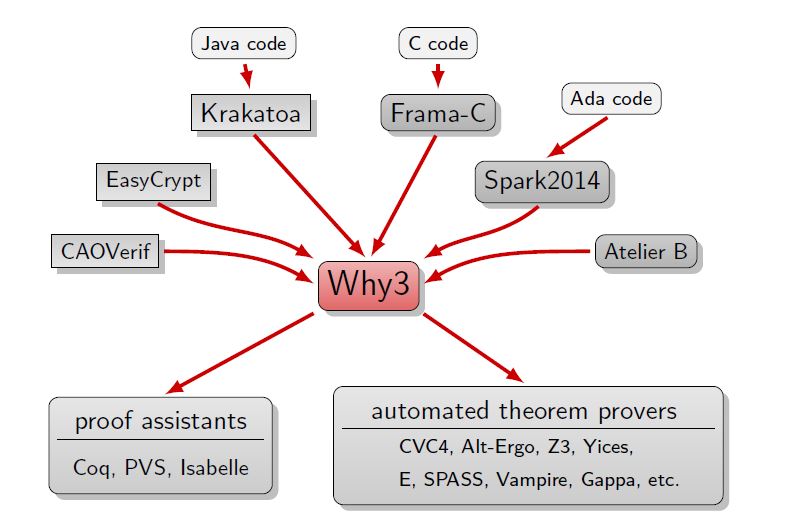 Java code
C code
Ada code
Krakatoa
Frama-C
EasyCrypt
Spark2014
CAOVerif
Atelier B
Why3
proof assistants
Coq, PVS, Isabelle
automated theorem provers
CVC4, Alt-Ergo, Z3, Yices,
E, SPASS, Vampire, Gappa, etc.